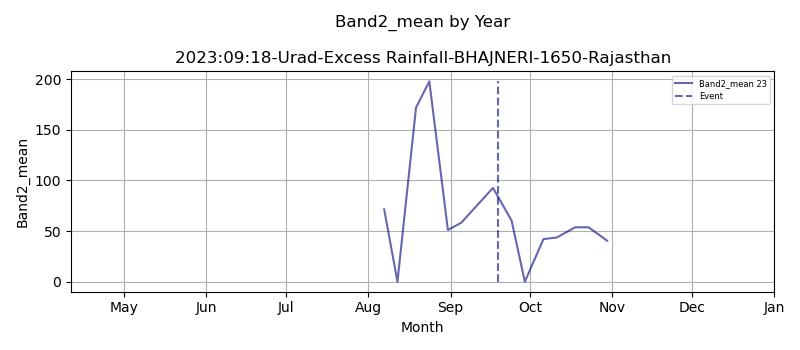 Band2_mean by Year
2023:09:18-Urad-Excess Rainfall-BHAJNERI-1650-Rajasthan
Band2_mean 23
Event
200
150
100
50
0
Band2_mean
May Jun Jul Aug Sep Oct Nov Dec Jan
Month